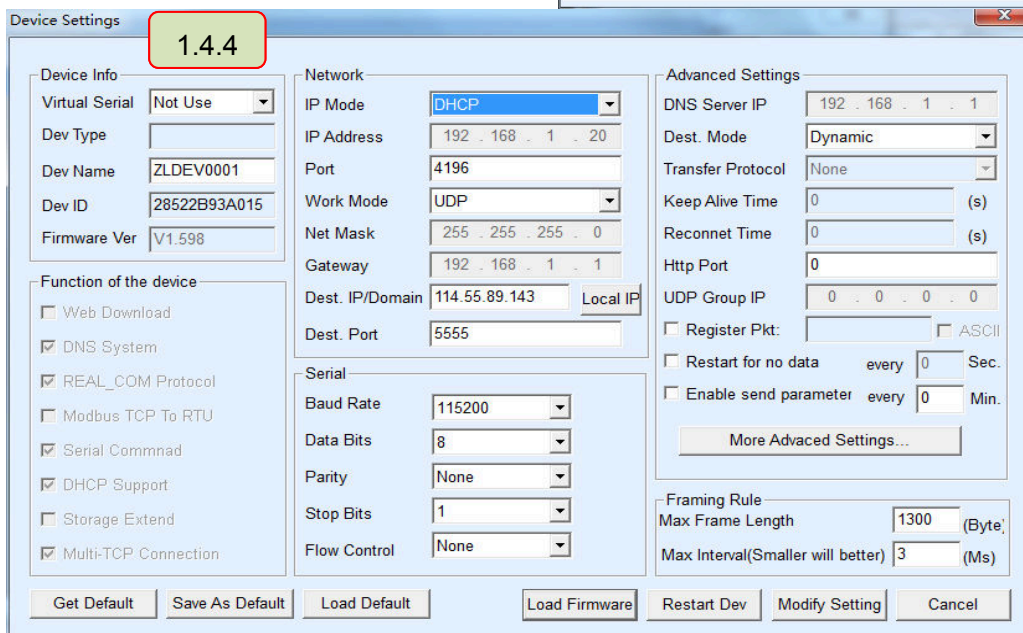 Device Settings
1.4.4
Device Info
Virtual Serial Not Use
Dev Type
Dev Name ZLDEV0001
Dev ID 28522B93A015
Firmware Ver V1.598
Function of the device
Web Download
DNS System
REAL_COM Protocol
Modbus TCP To RTU
Serial Commnad
DHCP Support
Storage Extend
Multi-TCP Connection
Network
IP Mode DHCP
IP Address 192 . 168 . 1 . 20
Port 4196
Work Mode UDP
Net Mask 255 . 255 . 255 . 0
Gateway 192 . 168 . 1 . 1
Dest. IP/Domain 114.55.89.143 Local IP
Dest. Port 5555
Serial
Baud Rate 115200
Data Bits 8
Parity None
Stop Bits 1
Flow Control None
Advanced Settings
DNS Server IP 192 . 168 . 1 . 1
Dest. Mode Dynamic
Transfer Protocol None
Keep Alive Time 0 (s)
Reconnet Time 0 (s)
Http Port 0
UDP Group IP 0 . 0 . 0 . 0
Register Pkt: ASCII
Restart for no data every 0 Sec.
Enable send parameter every 0 Min.
More Advaced Settings...
Framing Rule
Max Frame Length 1300 (Byte)
Max Interval(Smaller will better) 3 (Ms)
Get Default Save As Default Load Default Load Firmware Restart Dev Modify Setting Cancel